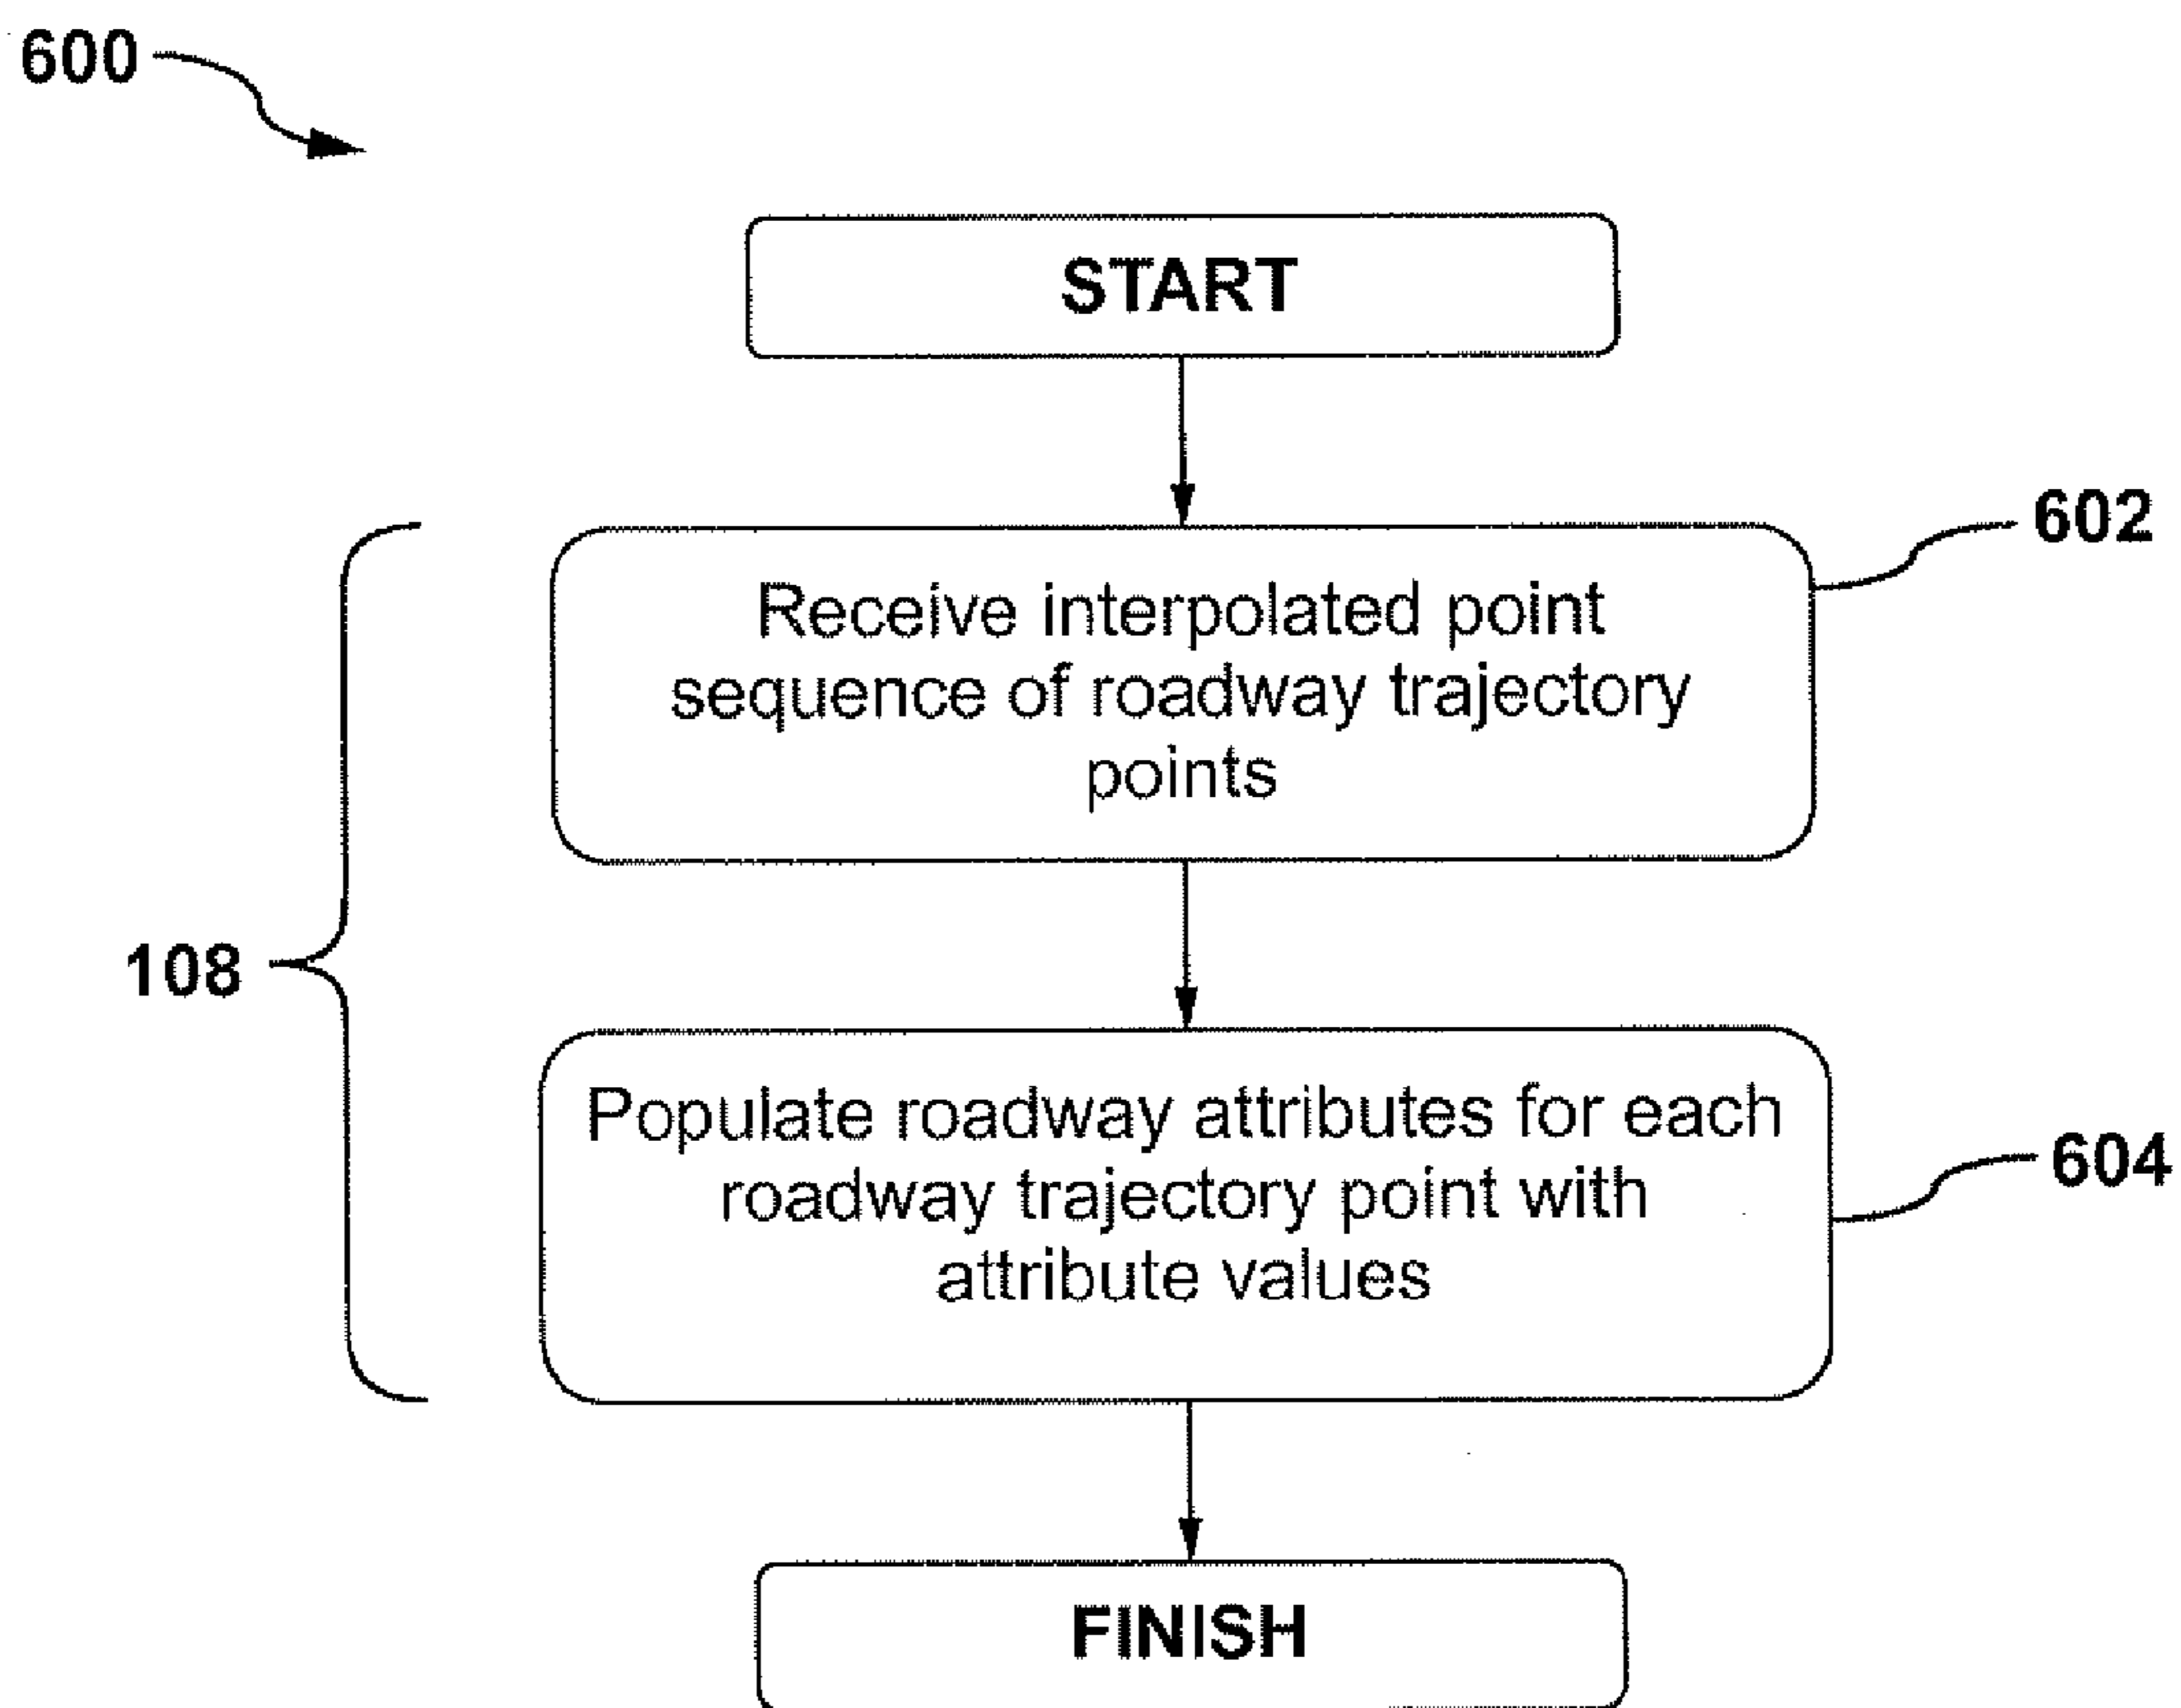 600
START
602
Receive interpolated point
sequence of roadway trajectory
points
108
Populate roadway attributes for each
roadway trajectory point with
attribute values
604
FINISH